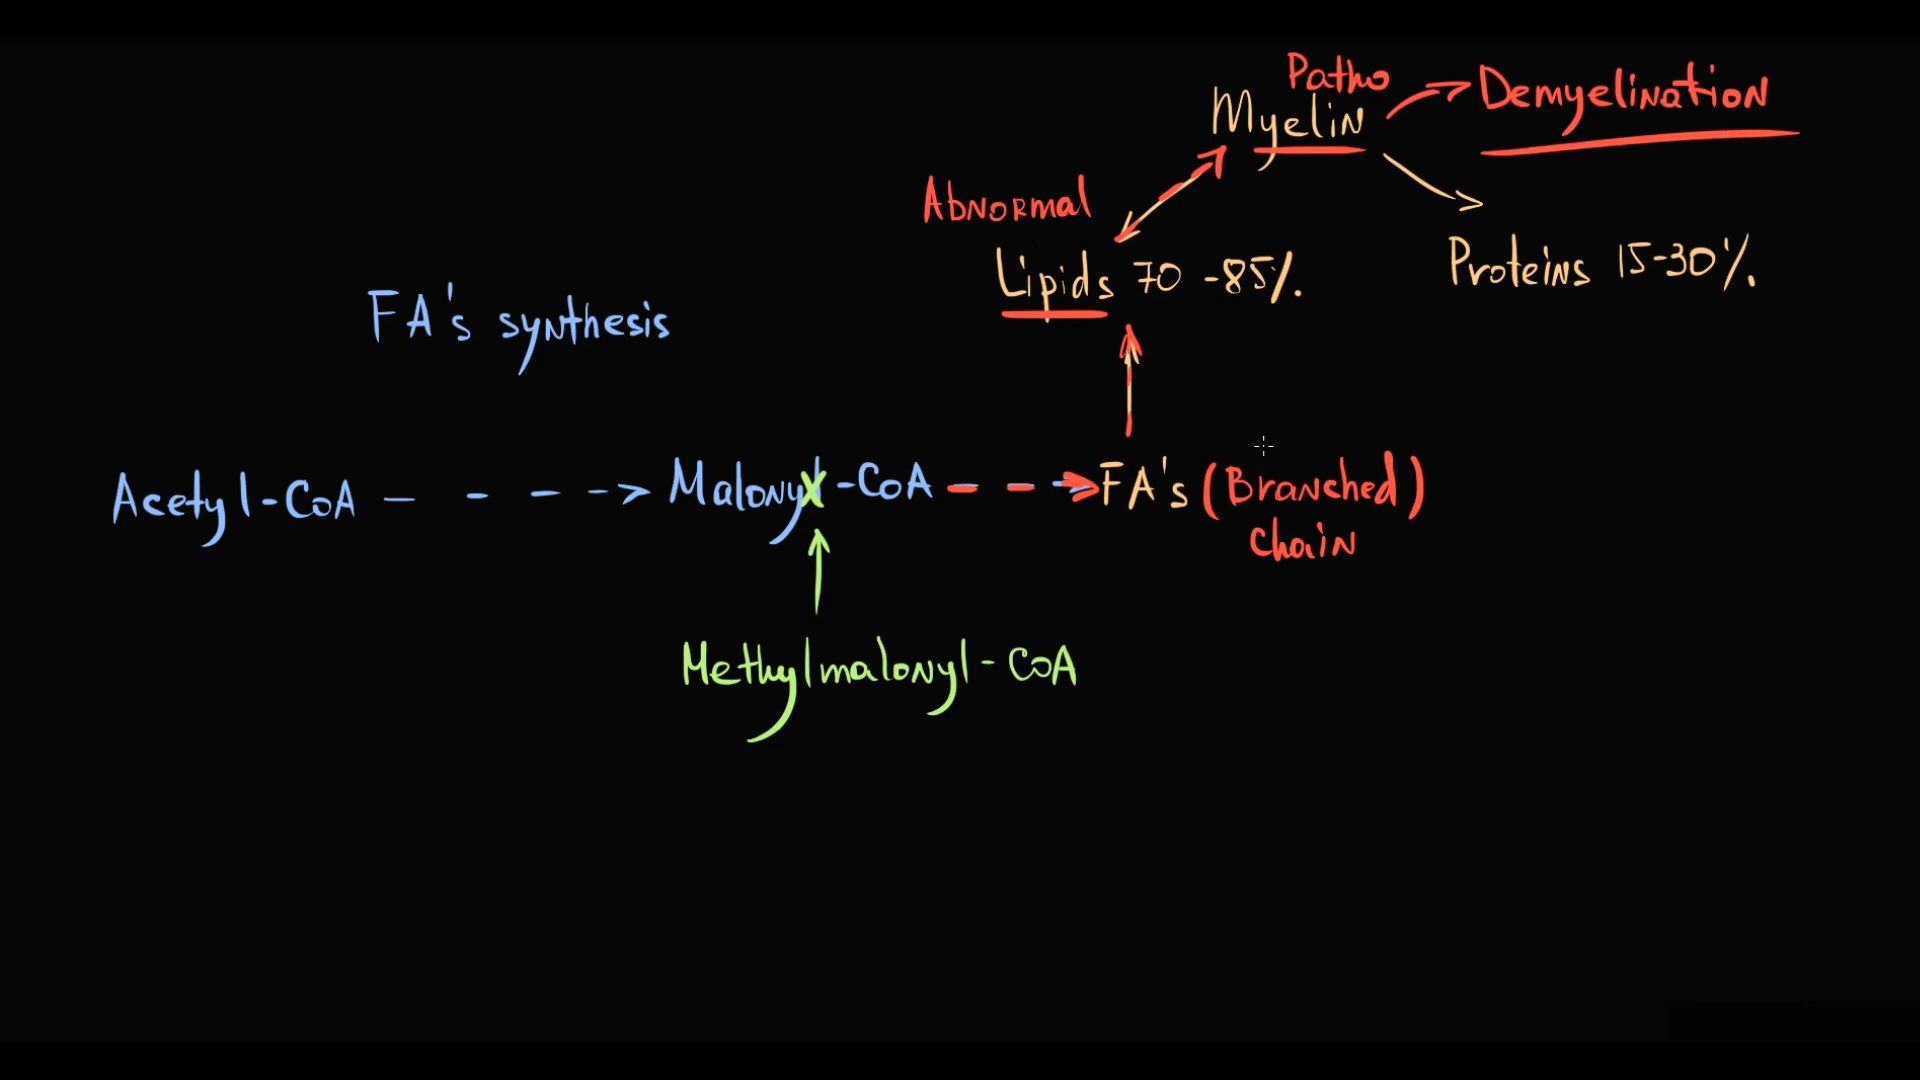 Patho
Myelin
Demyelination
Abnormal
Lipids 70-85%
Proteins 15-30%
FA's synthesis
Acetyl-CoA
Malonyl-CoA
FA's (Branched)
chain
X
Methylmalonyl-CoA